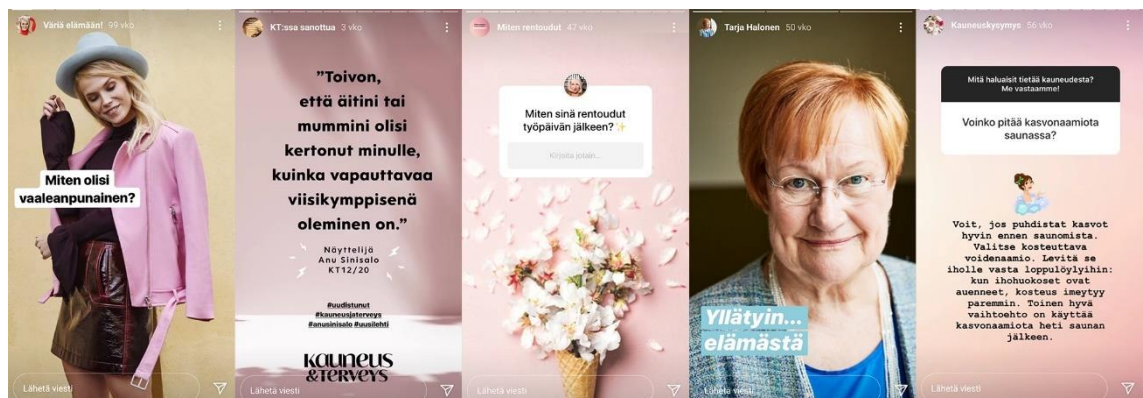 Väriä elämään! 99 vko
Miten olisi
vaaleanpunainen?
Lähetä viesti
KT:ssa sanottua 3 vko
"Toivon,
että äitini tai
mummini olisi
kertonut minulle,
kuinka vapauttavaa
viisikymppisenä
oleminen on."
Näyttelijä
Anu Sinisalo
KT12/20
#uudistunut
#kauneusjaterveys
#anusinisalo #uusilehti
KAUNEUS
&TERVEYS
Lähetä viesti
Miten rentoudut 47 vko
Miten sinä rentoudut
työpäivän jälkeen?✨
Kirjoita jotain...
Lähetä viesti
Tarja Halonen 50 vko
Yllätyin...
elämästä
Lähetä viesti
Kauneuskysymys 56 vko
Mitä haluaisit tietää kauneudesta?
Me vastaamme!
Voinko pitää kasvonaamiota
saunassa?
Voit, jos puhdistat kasvot
hyvin ennen saunomista.
Valitse kosteuttava
voidenaamio. Levitä se
iholle vasta loppulöylyihin:
kun ihohuokoset ovat
auenneet, kosteus imeytyy
paremmin. Toinen hyvä
vaihtoehto on käyttää
kasvonaamiota heti saunan
jälkeen.
Lähetä viesti